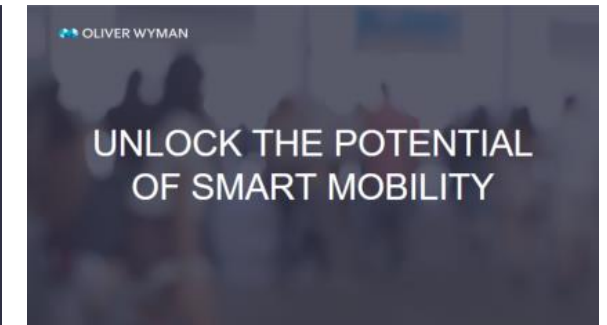 OLIVER WYMAN
UNLOCK THE POTENTIAL
OF SMART MOBILITY